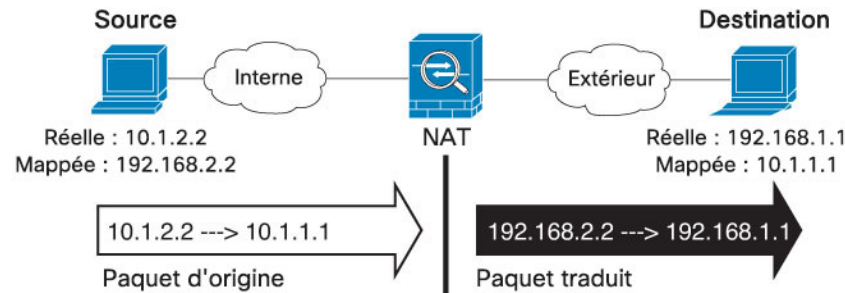 Source
Destination
Interne
Extérieur
Réelle : 10.1.2.2
Mappée : 192.168.2.2
NAT
Réelle : 192.168.1.1
Mappée : 10.1.1.1
10.1.2.2 ---> 10.1.1.1
192.168.2.2 ---> 192.168.1.1
Paquet d'origine
Paquet traduit